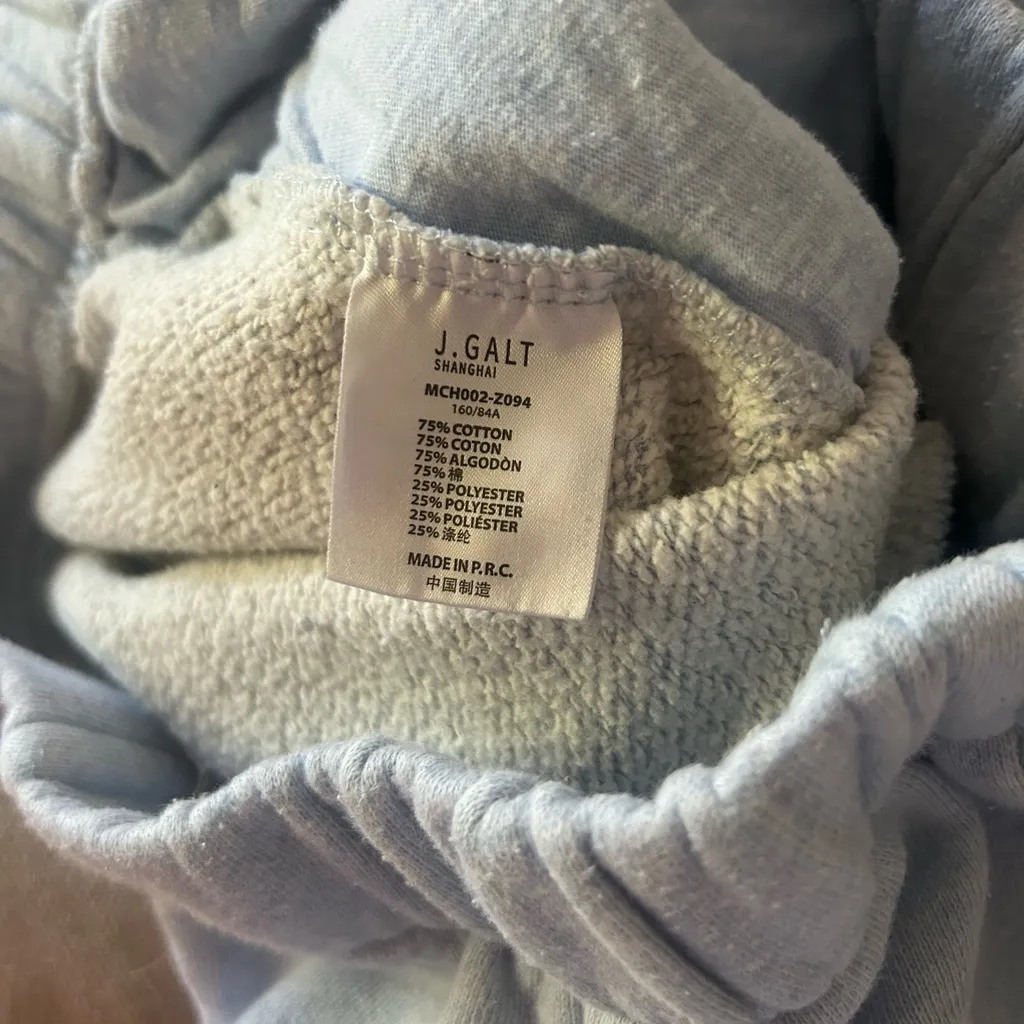 J.GALT
SHANGHAI
MCH002-Z094
160/84A
75% COTTON
75% COTON
75% ALGODÒN
75% 棉
25% POLYESTER
25% POLYESTER
25% POLIÉSTER
25% 涤纶
MADE IN P.R.C.
中国制造